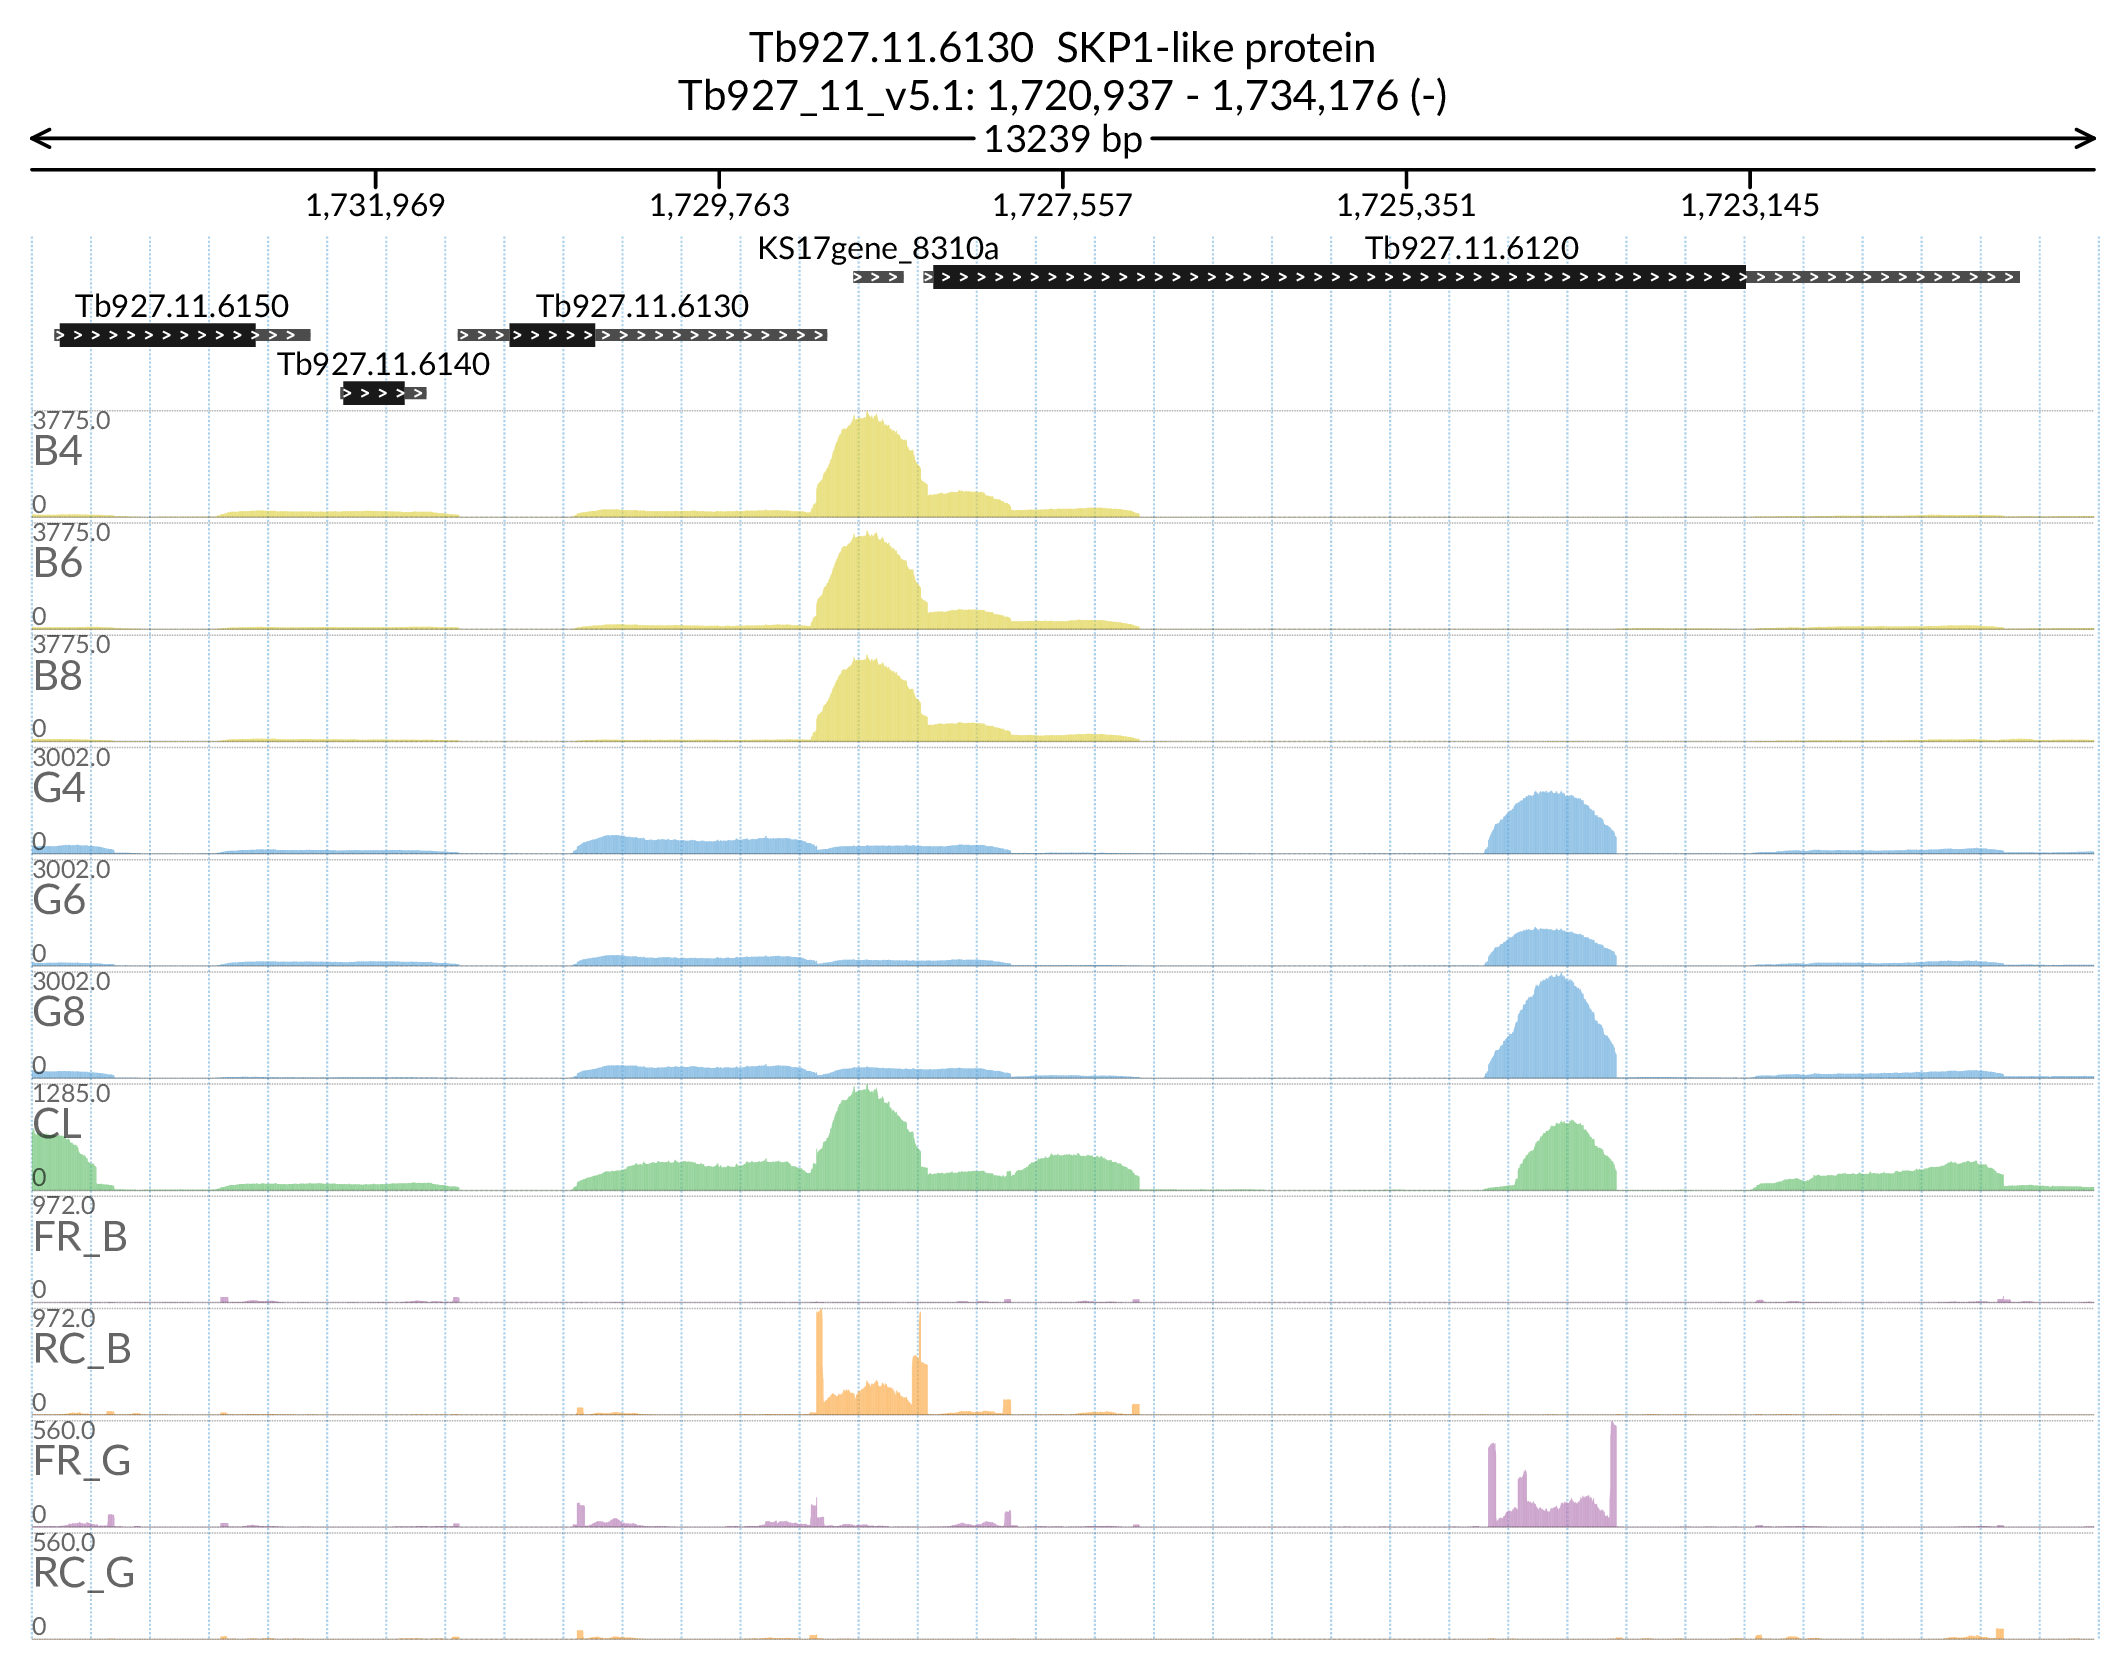 Tb927.11.6130  SKP1-like protein
Tb927_11_v5.1: 1,720,937 - 1,734,176 (-)
13239 bp
1,731,969 1,729,763 1,727,557 1,725,351 1,723,145
KS17gene_8310a Tb927.11.6120
Tb927.11.6150 Tb927.11.6130
Tb927.11.6140
3775.0
B4
0
3775.0
B6
0
3775.0
B8
0
3002.0
G4
0
3002.0
G6
0
3002.0
G8
0
1285.0
CL
0
972.0
FR_B
0
972.0
RC_B
0
560.0
FR_G
0
560.0
RC_G
0